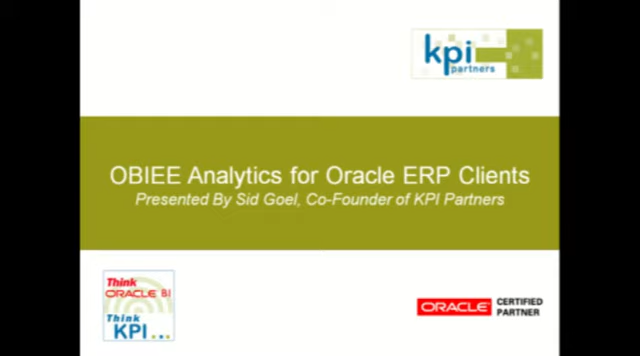 kpi
partners
OBIEE Analytics for Oracle ERP Clients
Presented By Sid Goel, Co-Founder of KPI Partners
Think
ORACLE BI
Think
KPI...
ORACLE
CERTIFIED
PARTNER